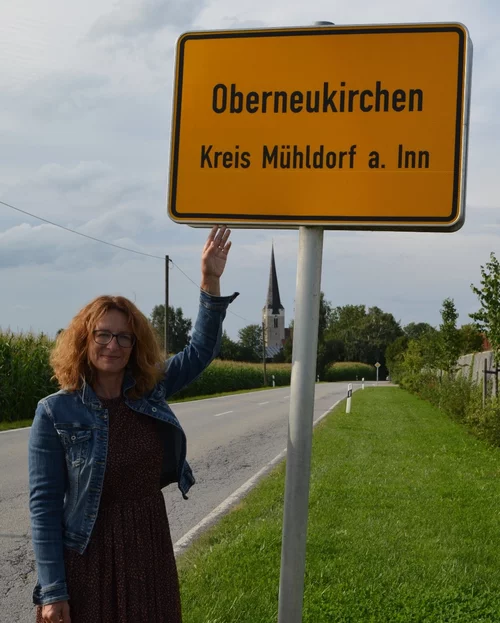 Oberneukirchen
Kreis Mühldorf a. Inn